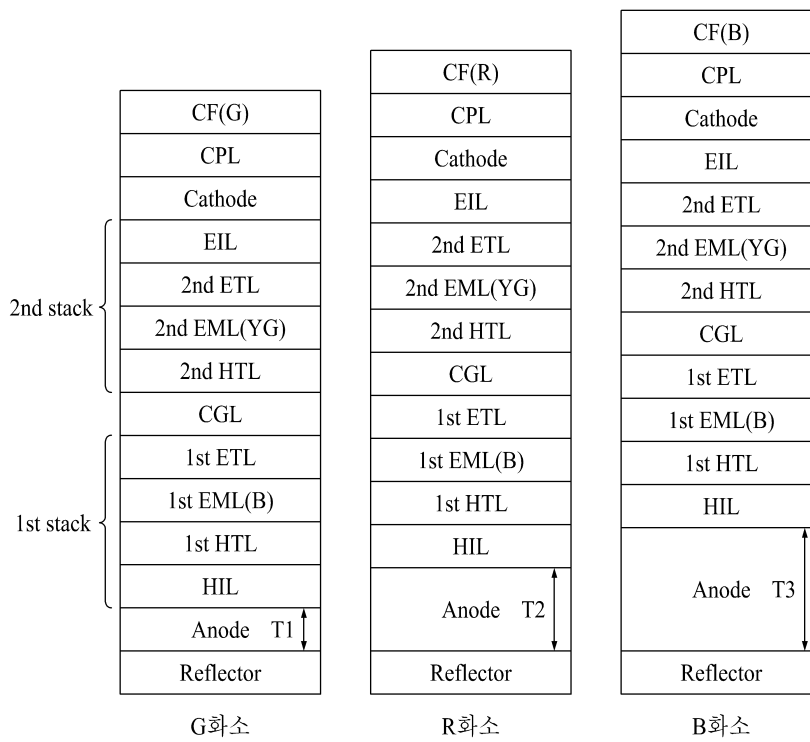 CF(G)
CPL
Cathode
EIL
2nd ETL
2nd EML(YG)
2nd HTL
CGL
1st ETL
1st EML(B)
1st HTL
HIL
Anode T1
Reflector
2nd stack
1st stack
G화소
CF(R)
CPL
Cathode
EIL
2nd ETL
2nd EML(YG)
2nd HTL
CGL
1st ETL
1st EML(B)
1st HTL
HIL
Anode T2
Reflector
R화소
CF(B)
CPL
Cathode
EIL
2nd ETL
2nd EML(YG)
2nd HTL
CGL
1st ETL
1st EML(B)
1st HTL
HIL
Anode T3
Reflector
B화소